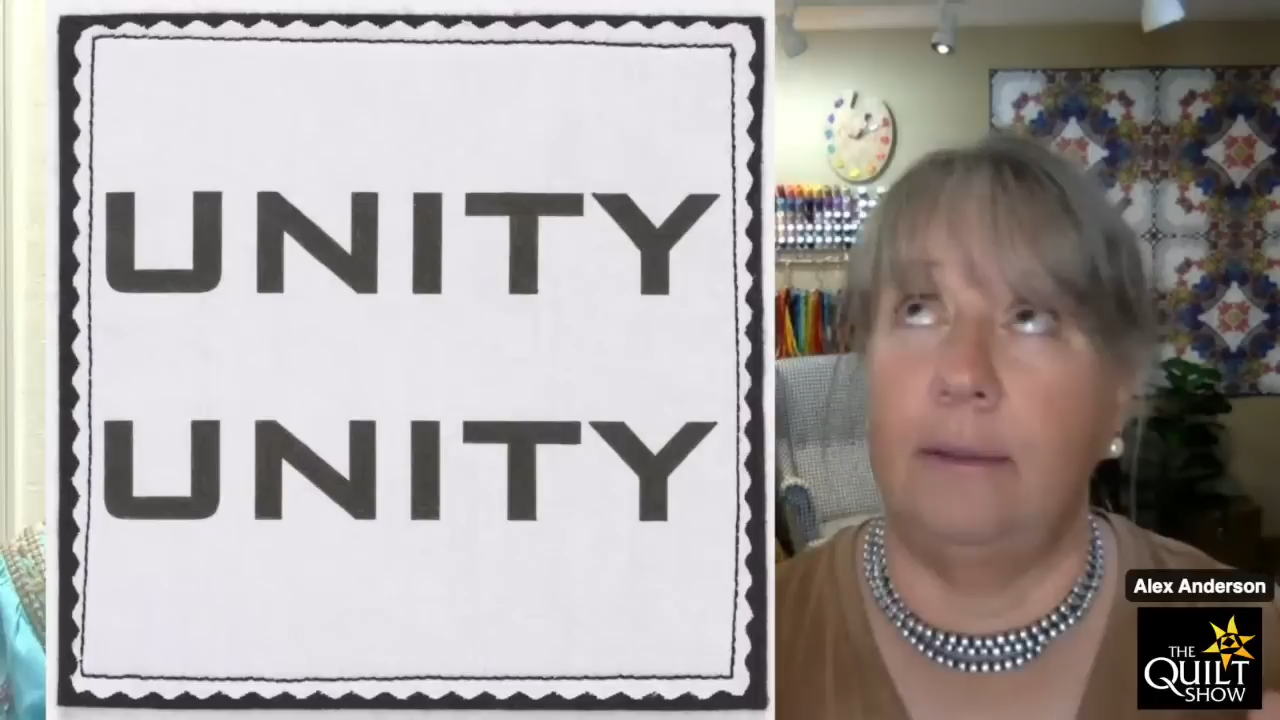 UNITY
UNITY
Alex Anderson
THE
QUILT
SHOW